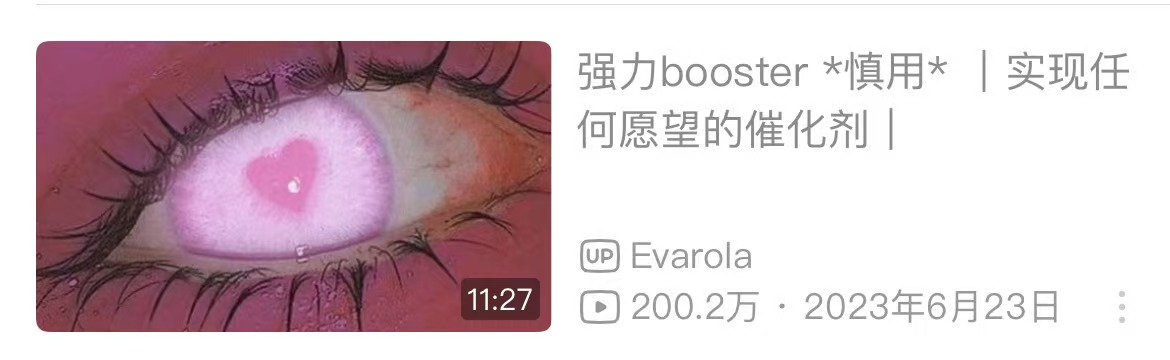 强力booster *慎用* ｜实现任
何愿望的催化剂｜
11:27
UP Evarola
200.2万 · 2023年6月23日